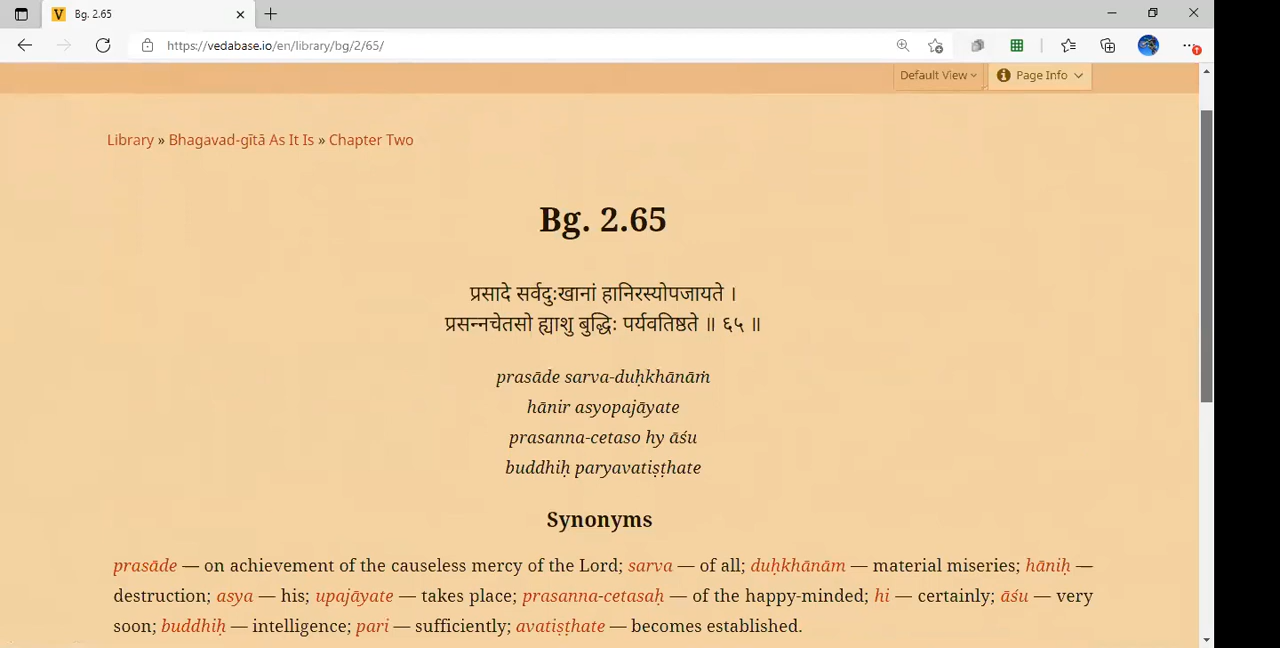 Bg. 2.65
https://vedabase.io/en/library/bg/2/65/
Default View
Page Info
Library » Bhagavad-gītā As It Is » Chapter Two
Bg. 2.65
प्रसादे सर्वदुःखानां हानिरस्योपजायते ।
प्रसन्नचेतसो ह्याशु बुद्धिः पर्यवतिष्ठते ॥ ६५ ॥
prasāde sarva-duḥkhānāṁ
hānir asyopajāyate
prasanna-cetaso hy āśu
buddhiḥ paryavatiṣṭhate
Synonyms
prasāde — on achievement of the causeless mercy of the Lord; sarva — of all; duḥkhānām — material miseries; hāniḥ —
destruction; asya — his; upajāyate — takes place; prasanna-cetasaḥ — of the happy-minded; hi — certainly; āśu — very
soon; buddhiḥ — intelligence; pari — sufficiently; avatiṣṭhate — becomes established.